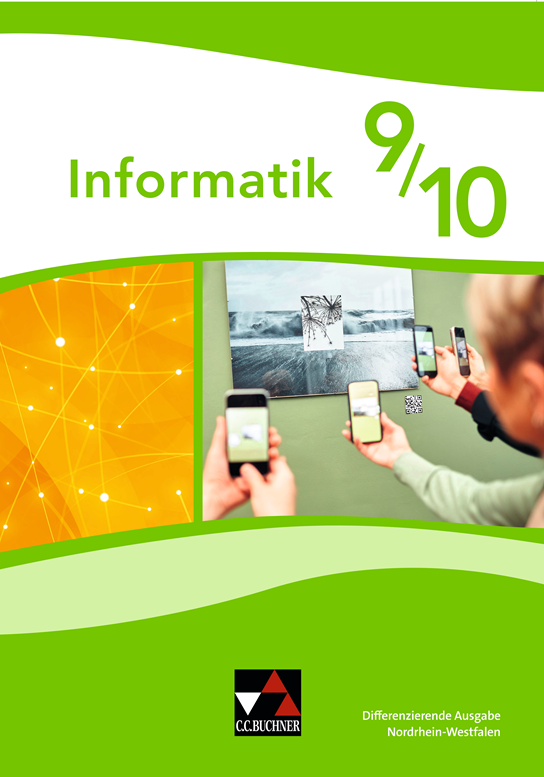 Informatik 9/10
C.C.BUCHNER
Differenzierende Ausgabe
Nordrhein-Westfalen